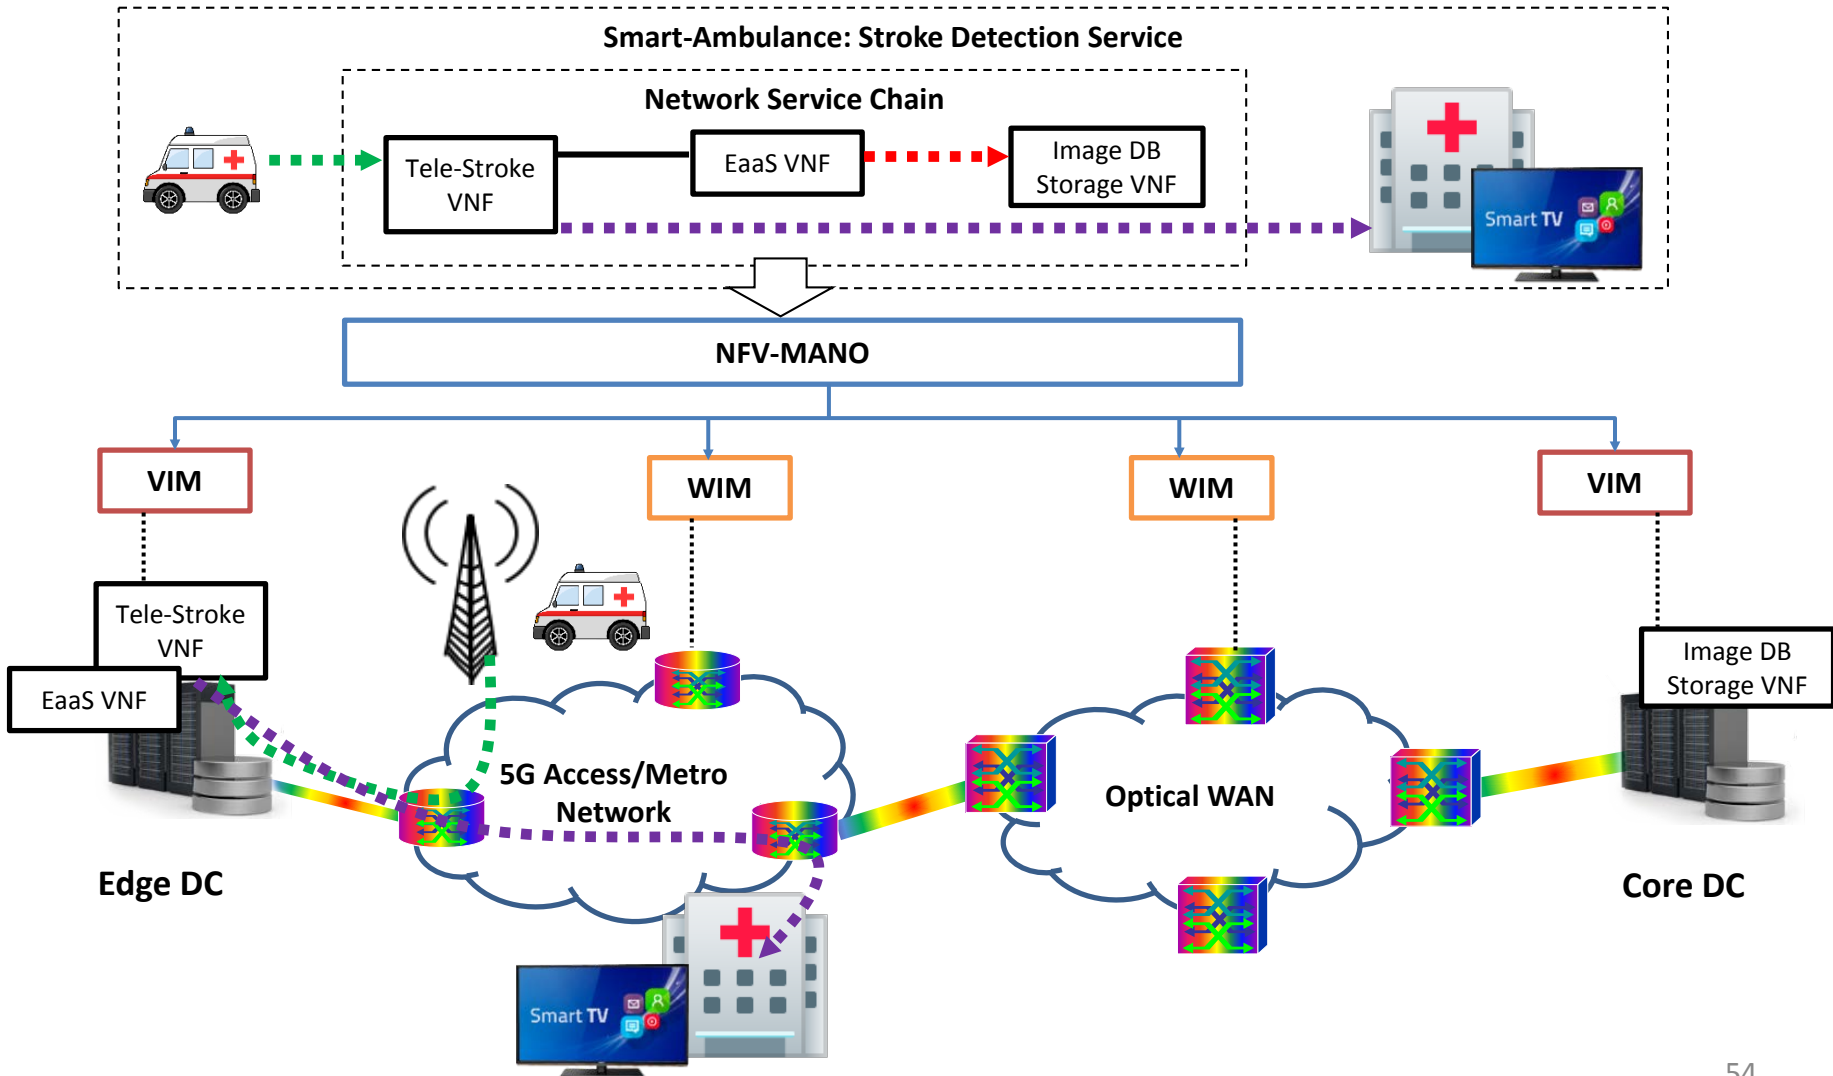 Smart-Ambulance: Stroke Detection Service
Network Service Chain
Tele-Stroke
VNF
EaaS VNF
Image DB
Storage VNF
Smart TV
NFV-MANO
VIM
WIM
WIM
VIM
Tele-Stroke
VNF
EaaS VNF
Image DB
Storage VNF
5G Access/Metro
Network
Optical WAN
Edge DC
Core DC
Smart TV
54